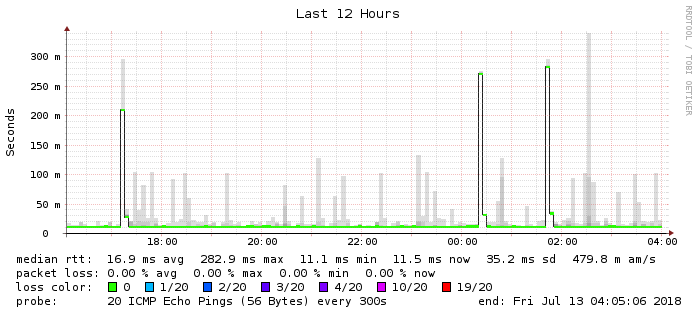 Last 12 Hours
RRDTOOL / TOBI OETIKER
Seconds
300 m
250 m
200 m
150 m
100 m
50 m
0
18:00 20:00 22:00 00:00 02:00 04:00
median rtt: 16.9 ms avg 282.9 ms max 11.1 ms min 11.5 ms now 35.2 ms sd 479.8 m am/s
packet loss: 0.00 % avg 0.00 % max 0.00 % min 0.00 % now
loss color: 0 1/20 2/20 3/20 4/20 10/20 19/20
probe: 20 ICMP Echo Pings (56 Bytes) every 300s end: Fri Jul 13 04:05:06 2018